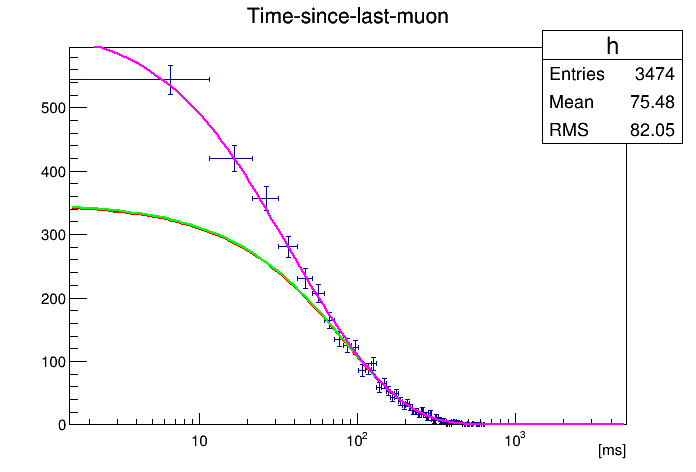 Time-since-last-muon
h
Entries 3474
Mean 75.48
RMS 82.05
500
400
300
200
100
0
10 10² 10³
[ms]